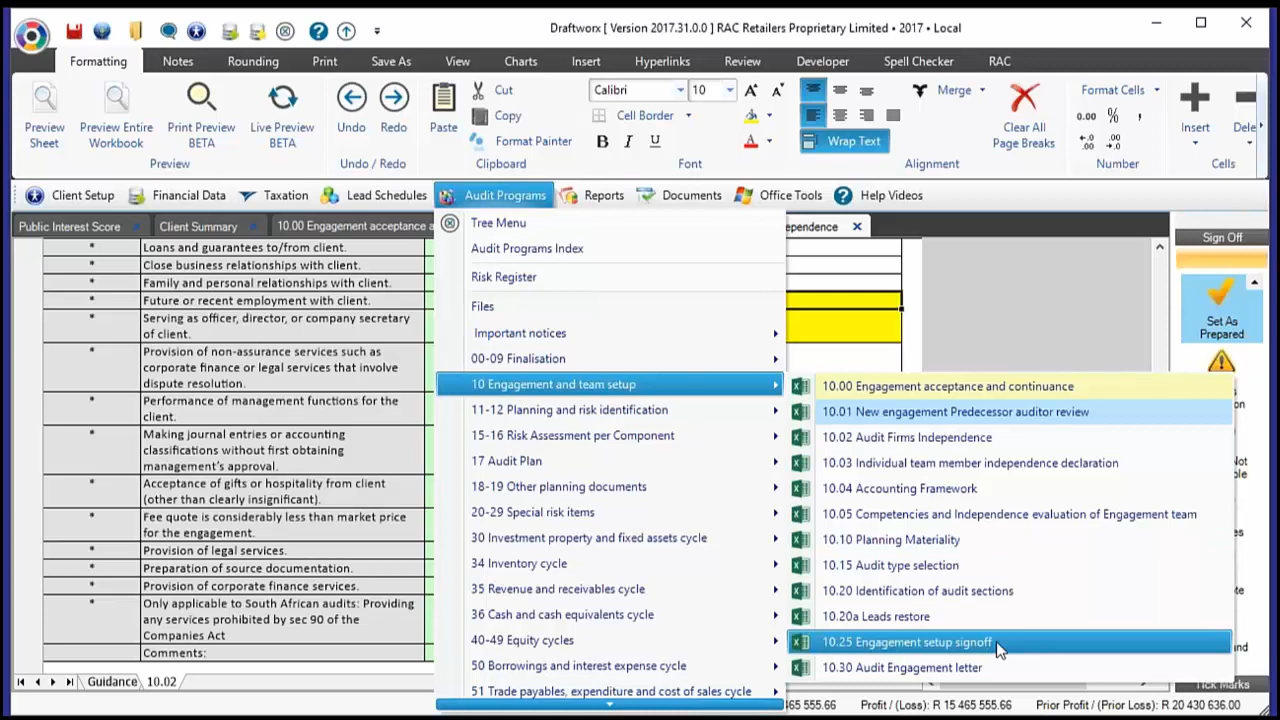 Draftworx [ Version 2017.31.0.0 ] RAC Retailers Proprietary Limited • 2017 • Local
Formatting Notes Rounding Print Save As View Charts Insert Hyperlinks Review Developer Spell Checker RAC
Preview Sheet
Preview Entire Workbook
Print Preview BETA
Live Preview BETA
Preview
Undo
Redo
Undo / Redo
Paste
Cut
Copy
Format Painter
Clipboard
Calibri 10
Cell Border
B I U
Font
Merge
Wrap Text
Clear All Page Breaks
Alignment
Format Cells
0.00 % ,
Number
Insert
Dele
Cells
Client Setup Financial Data Taxation Lead Schedules Audit Programs Reports Documents Office Tools Help Videos
Public Interest Score Client Summary 10.00 Engagement acceptance a
ependence
* Loans and guarantees to/from client.
* Close business relationships with client.
* Family and personal relationships with client.
* Future or recent employment with client.
* Serving as officer, director, or company secretary
of client.
* Provision of non-assurance services such as
corporate finance or legal services that involve
dispute resolution.
* Performance of management functions for the
client.
* Making journal entries or accounting
classifications without first obtaining
management's approval.
* Acceptance of gifts or hospitality from client
(other than clearly insignificant).
* Fee quote is considerably less than market price
for the engagement.
* Provision of legal services.
* Preparation of source documentation.
* Provision of corporate finance services.
* Only applicable to South African audits: Providing
any services prohibited by sec 90 of the
Companies Act
Comments:
Guidance 10.02
Tree Menu
Audit Programs Index
Risk Register
Files
Important notices
00-09 Finalisation
10 Engagement and team setup
11-12 Planning and risk identification
15-16 Risk Assessment per Component
17 Audit Plan
18-19 Other planning documents
20-29 Special risk items
30 Investment property and fixed assets cycle
34 Inventory cycle
35 Revenue and receivables cycle
36 Cash and cash equivalents cycle
40-49 Equity cycles
50 Borrowings and interest expense cycle
51 Trade payables, expenditure and cost of sales cycle
10.00 Engagement acceptance and continuance
10.01 New engagement Predecessor auditor review
10.02 Audit Firms Independence
10.03 Individual team member independence declaration
10.04 Accounting Framework
10.05 Competencies and Independence evaluation of Engagement team
10.10 Planning Materiality
10.15 Audit type selection
10.20 Identification of audit sections
10.20a Leads restore
10.25 Engagement setup signoff
10.30 Audit Engagement letter
Sign Off
Set As Prepared
on
Not
ble
es
te
nd
Tick Marks
465 555.66 Profit / (Loss): R 15 465 555.66 Prior Profit / (Prior Loss): R 20 430 636.00